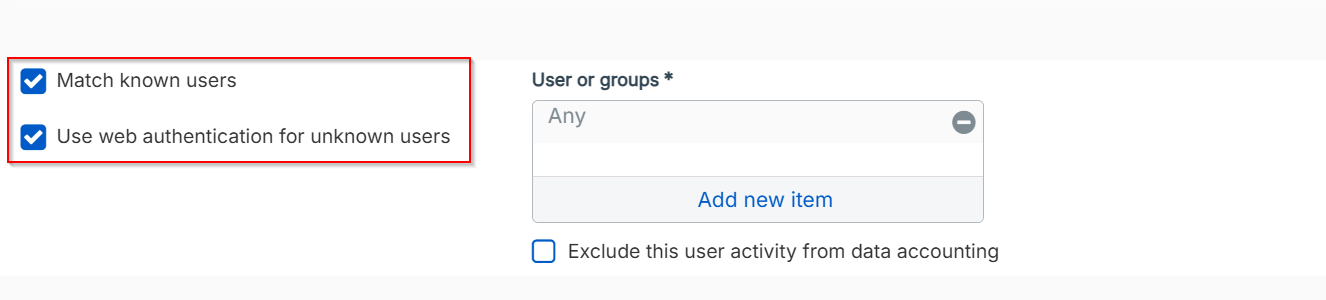 Match known users
Use web authentication for unknown users
User or groups *
Any
Add new item
Exclude this user activity from data accounting